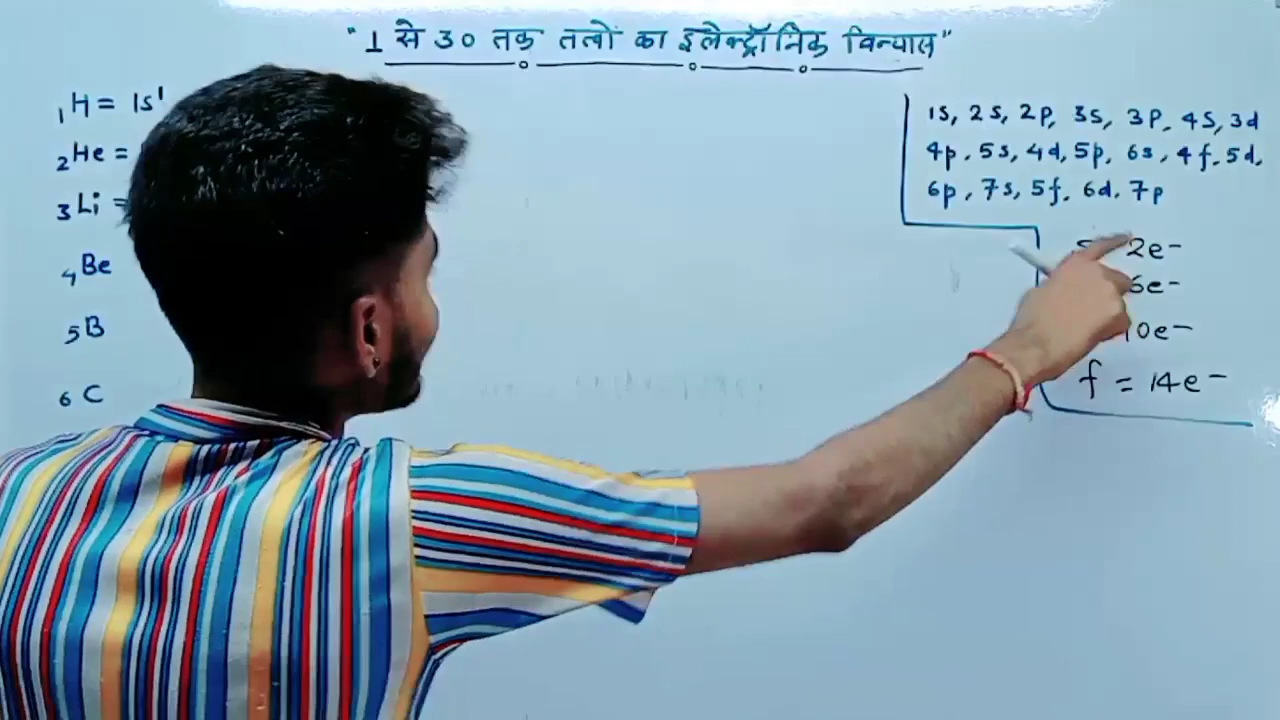 "1 से 30 तक तत्वों का इलेक्ट्रॉनिक विन्यास"
₁H = 1s¹
₂He =
₃Li =
₄Be
₅B
₆C
1s, 2s, 2p, 3s, 3p, 4s, 3d
4p, 5s, 4d, 5p, 6s, 4f, 5d,
6p, 7s, 5f, 6d, 7p
2e-
6e-
10e-
f = 14e-